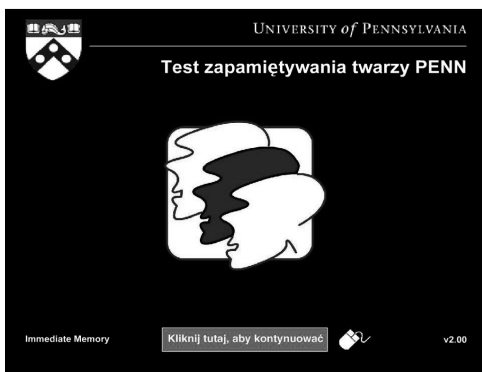 UNIVERSITY of PENNSYLVANIA
Test zapamiętywania twarzy PENN
Immediate Memory
Kliknij tutaj, aby kontynuować
v2.00